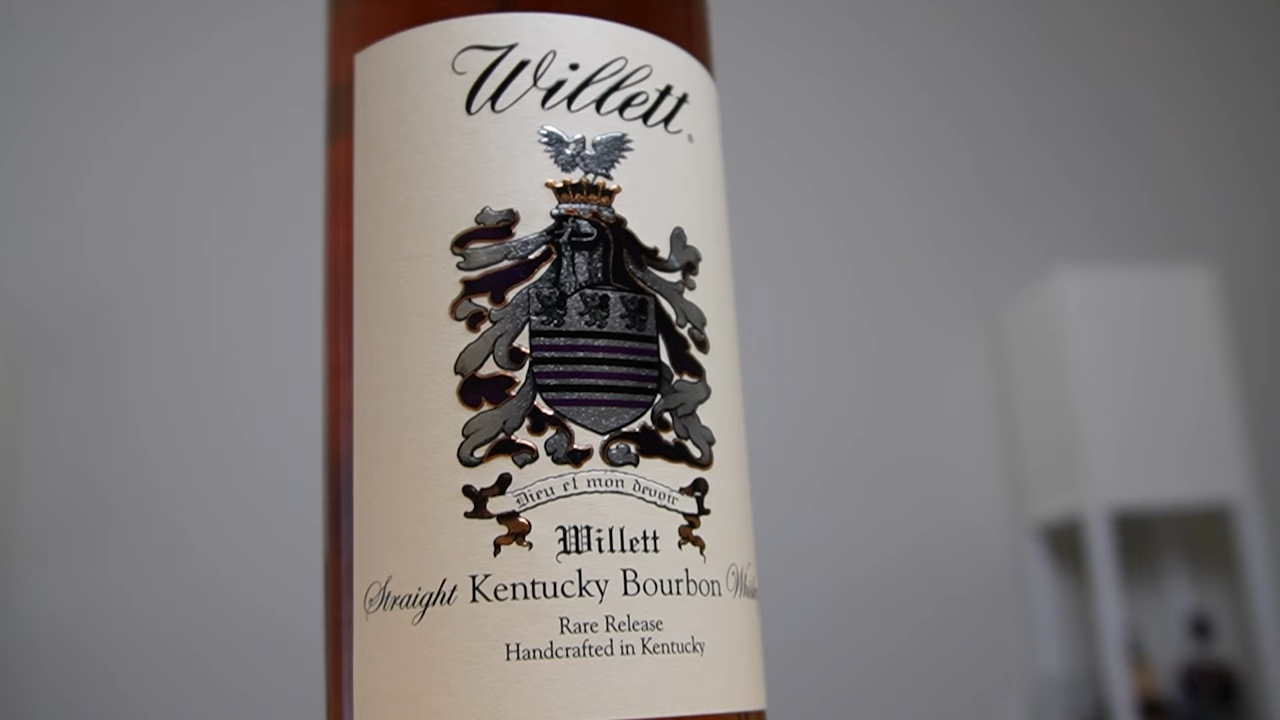 Willett
Dieu et mon devoir
Willett
Straight Kentucky Bourbon
Rare Release
Handcrafted in Kentucky